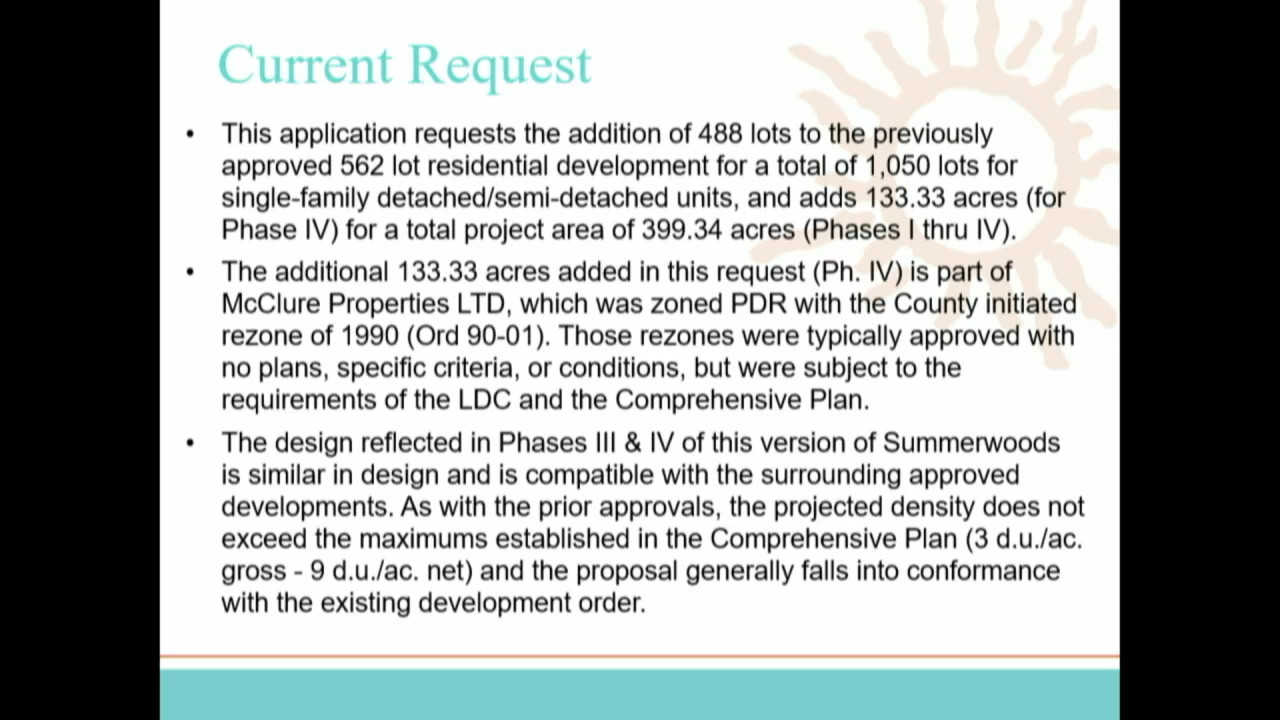 Current Request
• This application requests the addition of 488 lots to the previously
approved 562 lot residential development for a total of 1,050 lots for
single-family detached/semi-detached units, and adds 133.33 acres (for
Phase IV) for a total project area of 399.34 acres (Phases I thru IV).
• The additional 133.33 acres added in this request (Ph. IV) is part of
McClure Properties LTD, which was zoned PDR with the County initiated
rezone of 1990 (Ord 90-01). Those rezones were typically approved with
no plans, specific criteria, or conditions, but were subject to the
requirements of the LDC and the Comprehensive Plan.
• The design reflected in Phases III & IV of this version of Summerwoods
is similar in design and is compatible with the surrounding approved
developments. As with the prior approvals, the projected density does not
exceed the maximums established in the Comprehensive Plan (3 d.u./ac.
gross - 9 d.u./ac. net) and the proposal generally falls into conformance
with the existing development order.